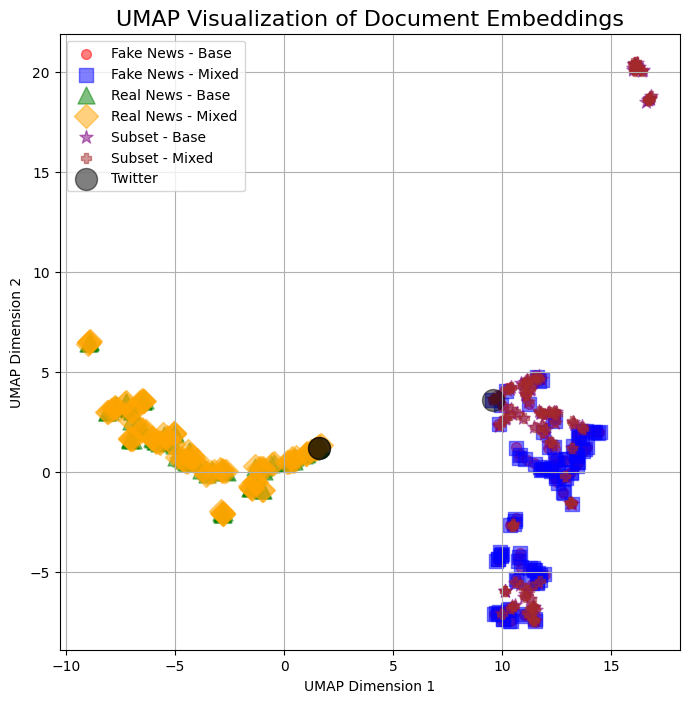 UMAP Visualization of Document Embeddings
Fake News - Base
Fake News - Mixed
Real News - Base
Real News - Mixed
Subset - Base
Subset - Mixed
Twitter
20
15
10
5
0
−5
UMAP Dimension 2
−10
−5
0
5
10
15
UMAP Dimension 1